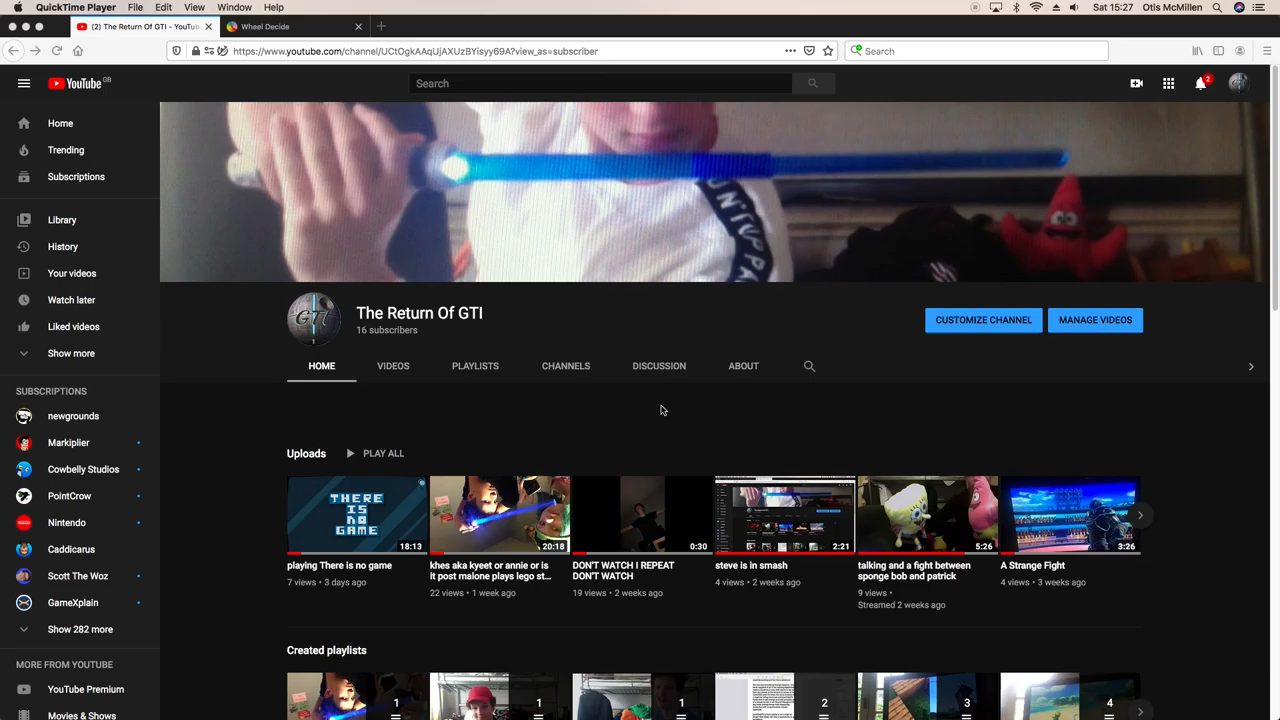 QuickTime Player File Edit View Window Help Sat 15:27 Otis McMillen
(2) The Return Of GTI - YouTub
Wheel Decide
https://www.youtube.com/channel/UCtOgkAAqUjAXUzBYisyy69A?view_as=subscriber
Search
YouTube GB
Search
2
Home
Trending
Subscriptions
Library
History
Your videos
Watch later
Liked videos
Show more
SUBSCRIPTIONS
newgrounds
Markiplier
Cowbelly Studios
PointCrow
Nintendo
Caddicarus
Scott The Woz
GameXplain
Show 282 more
MORE FROM YOUTUBE
YouTube Premium
Movies & Shows
GTI
1
The Return Of GTI
16 subscribers
CUSTOMIZE CHANNEL
MANAGE VIDEOS
HOME VIDEOS PLAYLISTS CHANNELS DISCUSSION ABOUT
Uploads
PLAY ALL
THERE
IS NO
GAME
18:13
playing There is no game
7 views • 3 days ago
20:18
khes aka kyeet or annie or is
it post malone plays lego st...
22 views • 1 week ago
0:30
DON'T WATCH I REPEAT
DON'T WATCH
19 views • 2 weeks ago
2:21
steve is in smash
4 views • 2 weeks ago
5:26
talking and a fight between
sponge bob and patrick
9 views •
Streamed 2 weeks ago
3:26
A Strange Fight
4 views • 3 weeks ago
Created playlists
1
1
1
2
3
4